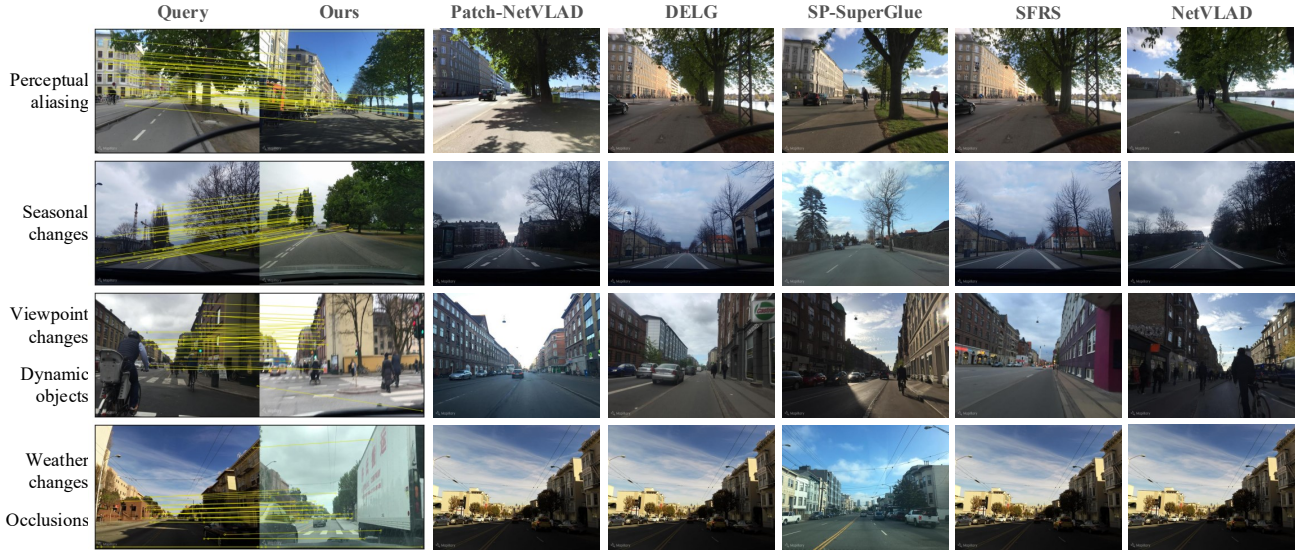 Query Ours Patch-NetVLAD DELG SP-SuperGlue SFRS NetVLAD
Perceptual
aliasing
Seasonal
changes
Viewpoint
changes
Dynamic
objects
Weather
changes
Occlusions